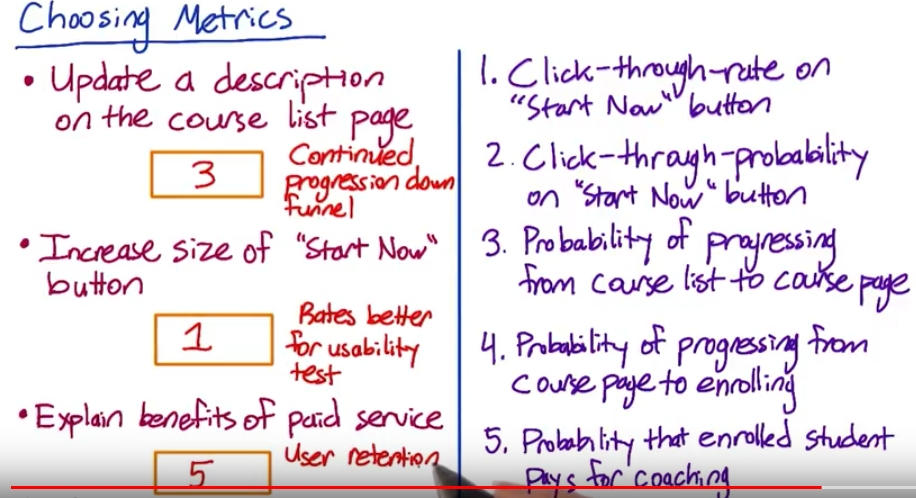 Choosing Metrics
• Update a description
on the course list page
3
Continued
progression down
funnel
• Increase size of "Start Now"
button
1
Rates better
for usability
test
• Explain benefits of paid service
5
User retention
1. Click-through-rate on
"Start Now" button
2. Click-through-probability
on "Start Now" button
3. Probability of progressing
from course list to course page
4. Probability of progressing from
course page to enrolling
5. Probability that enrolled student
pays for coaching